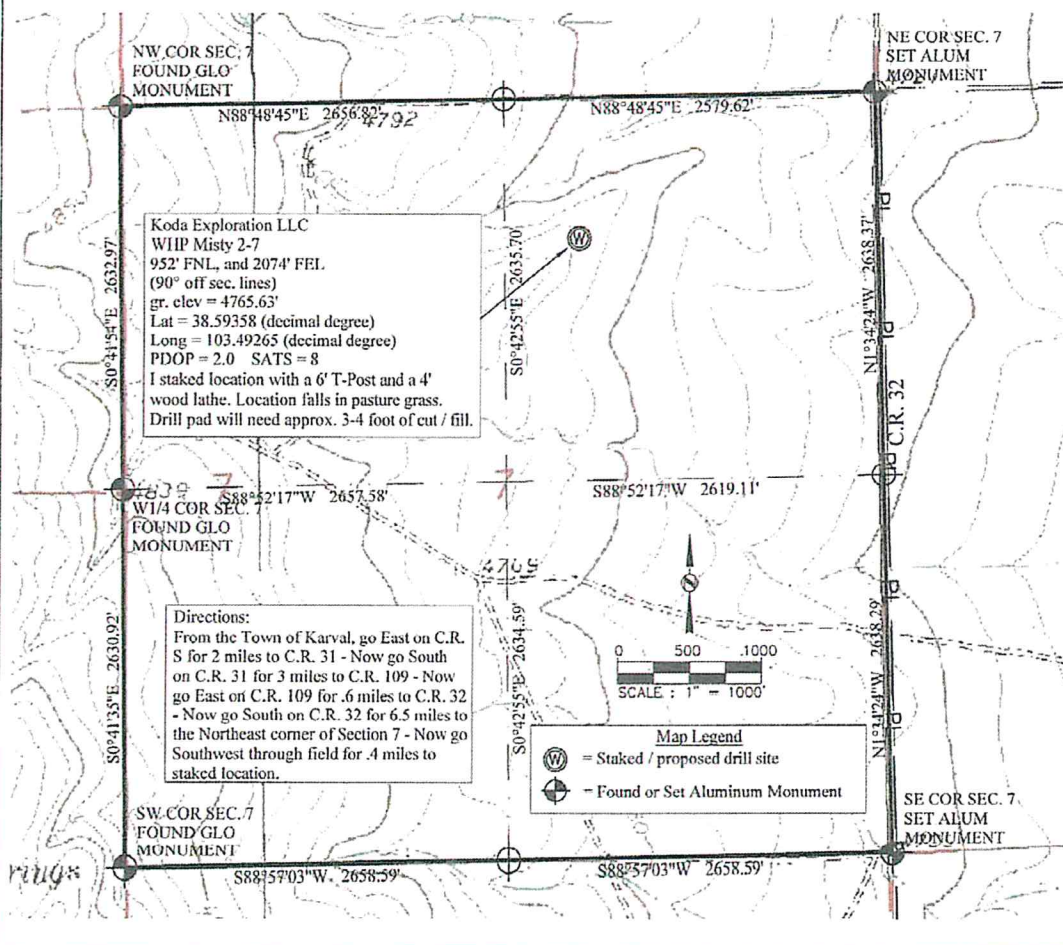 NW COR SEC. 7
FOUND GLO
MONUMENT
NE COR SEC. 7
SET ALUM
MONUMENT
N88°48'45"E 2656.82'
N88°48'45"E 2579.62'
4792
Koda Exploration LLC
WHP Misty 2-7
952' FNL, and 2074' FEL
(90° off sec. lines)
gr. elev = 4765.63'
Lat = 38.59358 (decimal degree)
Long = 103.49265 (decimal degree)
PDOP = 2.0 SATS = 8
I staked location with a 6' T-Post and a 4'
wood lathe. Location falls in pasture grass.
Drill pad will need approx. 3-4 foot of cut / fill.
W
S0°41'54"E 2632.97'
S0°42'55"E 2635.70'
N1°34'24"W 2638.37'
C.R. 32
4839
7
7
S88°52'17"W 2657.58'
S88°52'17"W 2619.11'
W1/4 COR SEC. 7
FOUND GLO
MONUMENT
4769
Directions:
From the Town of Karval, go East on C.R.
S for 2 miles to C.R. 31 - Now go South
on C.R. 31 for 3 miles to C.R. 109 - Now
go East on C.R. 109 for .6 miles to C.R. 32
- Now go South on C.R. 32 for 6.5 miles to
the Northeast corner of Section 7 - Now go
Southwest through field for .4 miles to
staked location.
S0°41'35"E 2630.92'
S0°42'55"E 2634.59'
N1°34'24"W 2638.29'
0 500 1000
SCALE : 1" = 1000'
Map Legend
W = Staked / proposed drill site
= Found or Set Aluminum Monument
SW COR SEC. 7
FOUND GLO
MONUMENT
SE COR SEC. 7
SET ALUM
MONUMENT
S88°57'03"W 2658.59'
S88°57'03"W 2658.59'